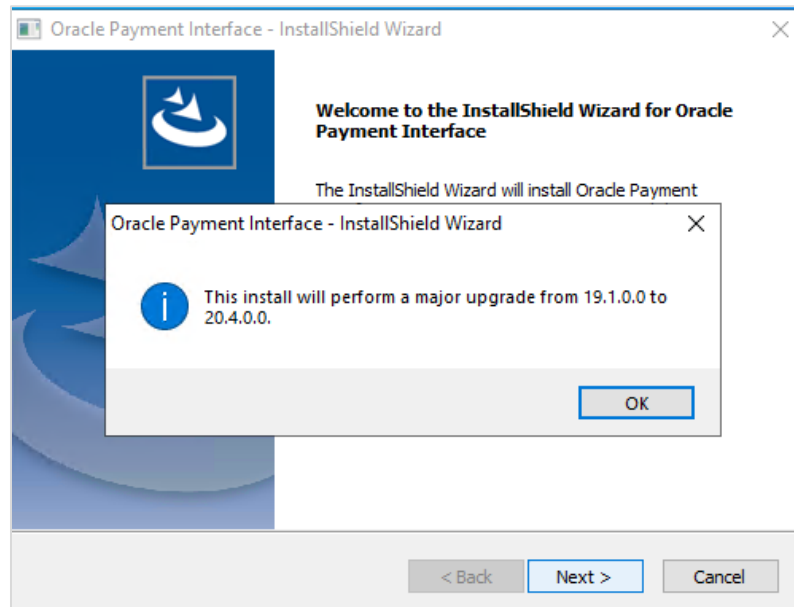 Oracle Payment Interface - InstallShield Wizard
Welcome to the InstallShield Wizard for Oracle
Payment Interface
The InstallShield Wizard will install Oracle Payment
Oracle Payment Interface - InstallShield Wizard
This install will perform a major upgrade from 19.1.0.0 to
20.4.0.0.
OK
< Back Next > Cancel